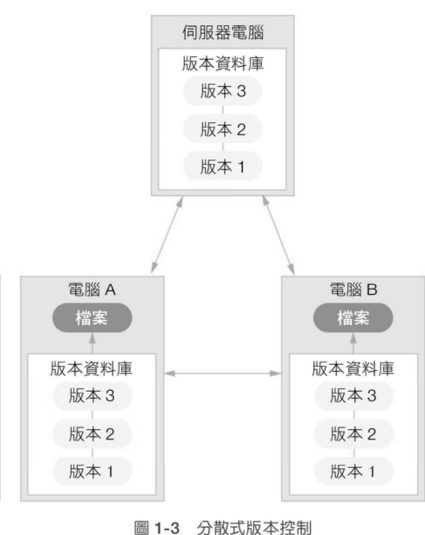 伺服器電腦
版本資料庫
版本 3
版本 2
版本 1
電腦 A
檔案
版本資料庫
版本 3
版本 2
版本 1
電腦 B
檔案
版本資料庫
版本 3
版本 2
版本 1
圖 1-3 分散式版本控制